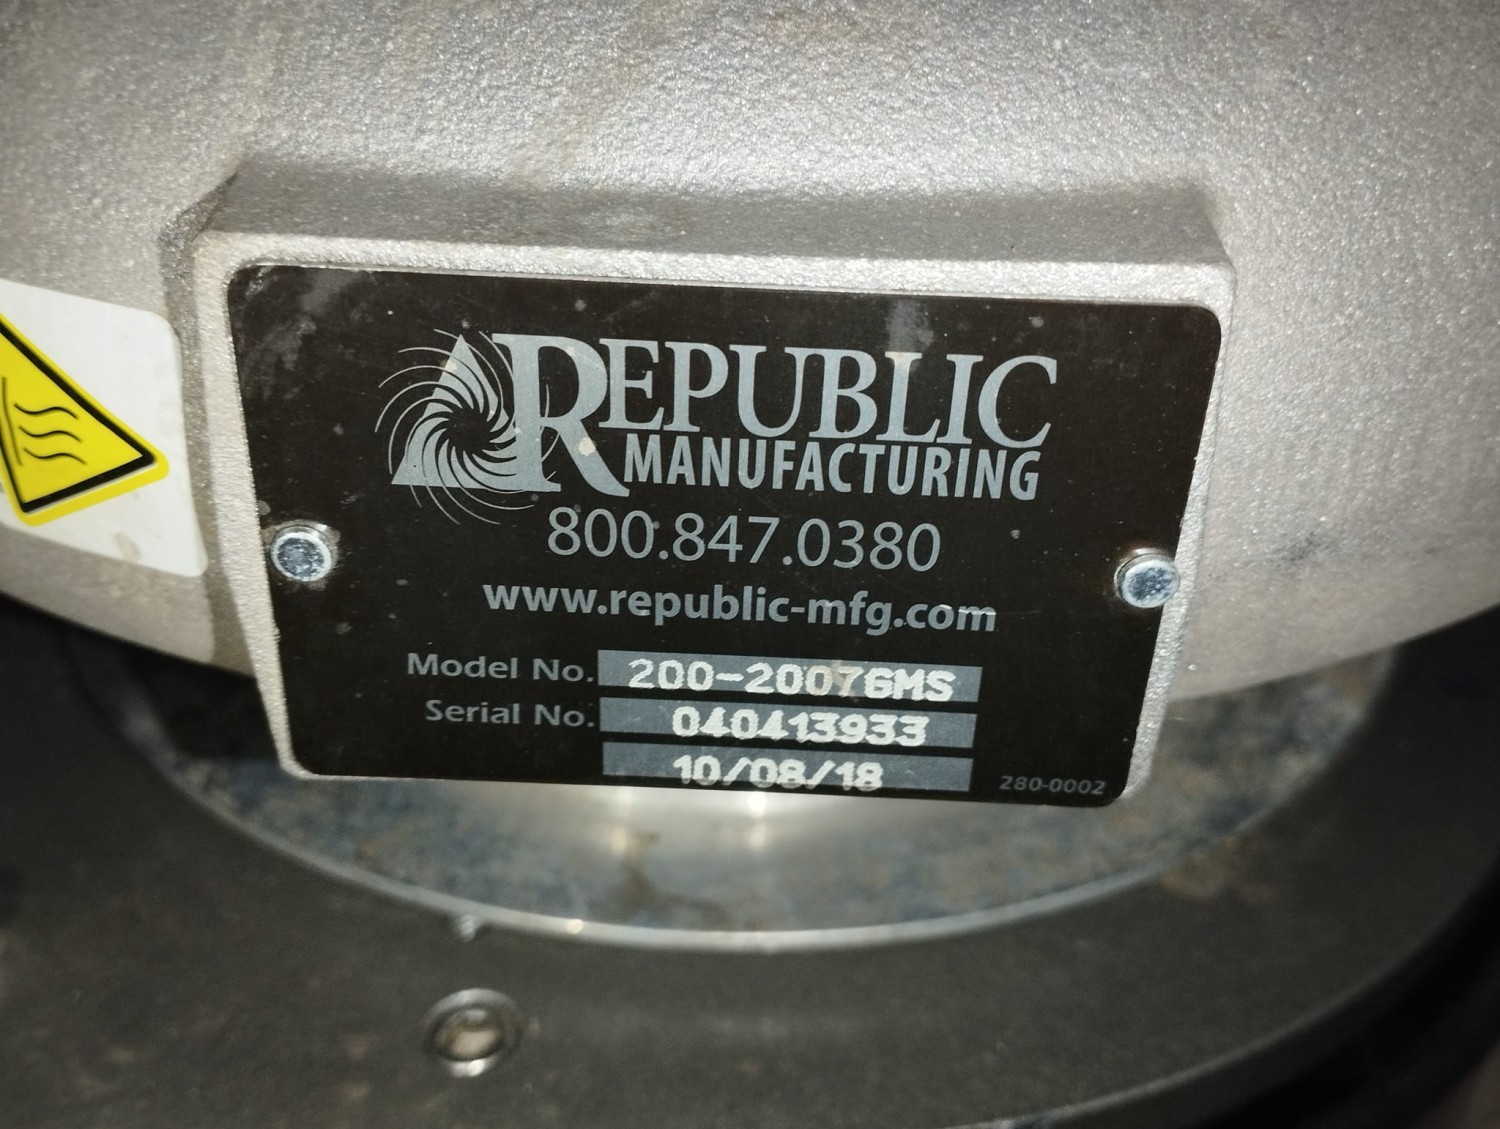 REPUBLIC
MANUFACTURING
800.847.0380
www.republic-mfg.com
Model No. 200-2007GMS
Serial No. 040413933
10/08/18
280-0002